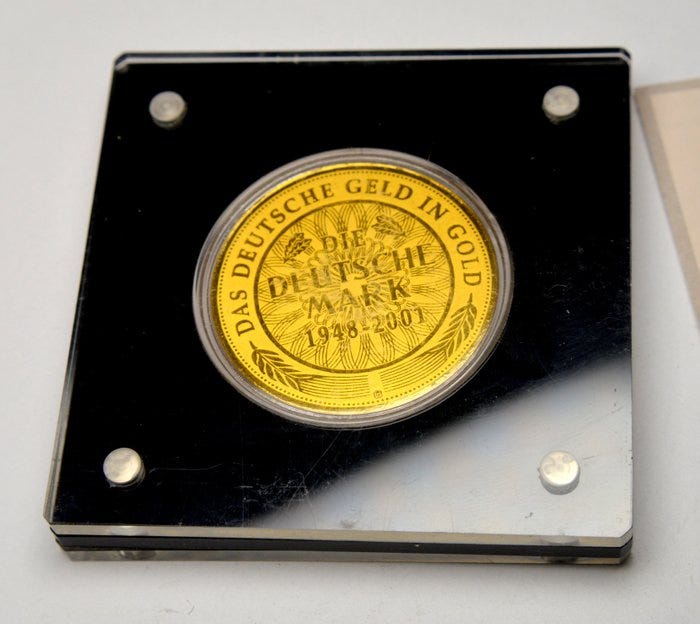 DAS DEUTSCHE GELD IN GOLD
DIE
DEUTSCHE
MARK
1948-2001